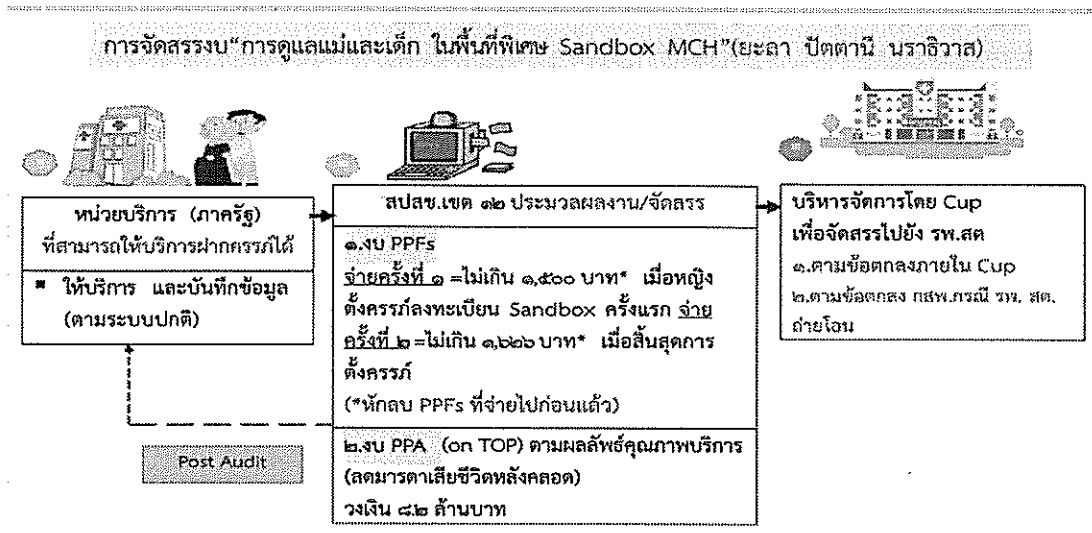 การจัดสรรงบ"การดูแลแม่และเด็ก ในพื้นที่พิเศษ Sandbox MCH"(ยะลา ปัตตานี นราธิวาส)
หน่วยบริการ (ภาครัฐ)
ที่สามารถให้บริการฝากครรภ์ได้
ให้บริการ และบันทึกข้อมูล
(ตามระบบปกติ)
สปสช.เขต ๑๒ ประมวลผลงาน/จัดสรร
๑.งบ PPFs
จ่ายครั้งที่ ๑ =ไม่เกิน ๑,๕๐๐ บาท* เมื่อหญิง
ตั้งครรภ์ลงทะเบียน Sandbox ครั้งแรก จ่าย
ครั้งที่ ๒ =ไม่เกิน ๑,๖๒๖ บาท* เมื่อสิ้นสุดการ
ตั้งครรภ์
(*หักลบ PPFs ที่จ่ายไปก่อนแล้ว)
๒.งบ PPA (on TOP) ตามผลลัพธ์คุณภาพบริการ
(ลดมารดาเสียชีวิตหลังคลอด)
วงเงิน ๘.๒ ล้านบาท
บริหารจัดการโดย Cup
เพื่อจัดสรรไปยัง รพ.สต
๑.ตามข้อตกลงภายใน Cup
๒.ตามข้อตกลง กสพ.กรณี รพ. สต.
ถ่ายโอน
Post Audit